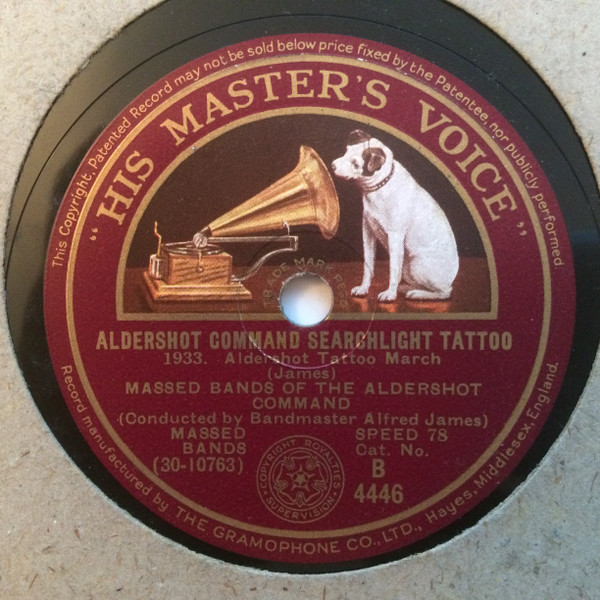 This Copyright, Patented Record may not be sold below price fixed by the Patentee, nor publicly performed.
"HIS MASTER'S VOICE"
TRADE MARK
ALDERSHOT COMMAND SEARCHLIGHT TATTOO
1933. Aldershot Tattoo March
(James)
MASSED BANDS OF THE ALDERSHOT
COMMAND
(Conducted by Bandmaster Alfred James)
MASSED SPEED 78
BANDS Cat. No.
(30-10763) B
4446
COPYRIGHT ROYALTIES
SUPERVISION
Record manufactured by THE GRAMOPHONE CO., LTD., Hayes, Middlesex, England.